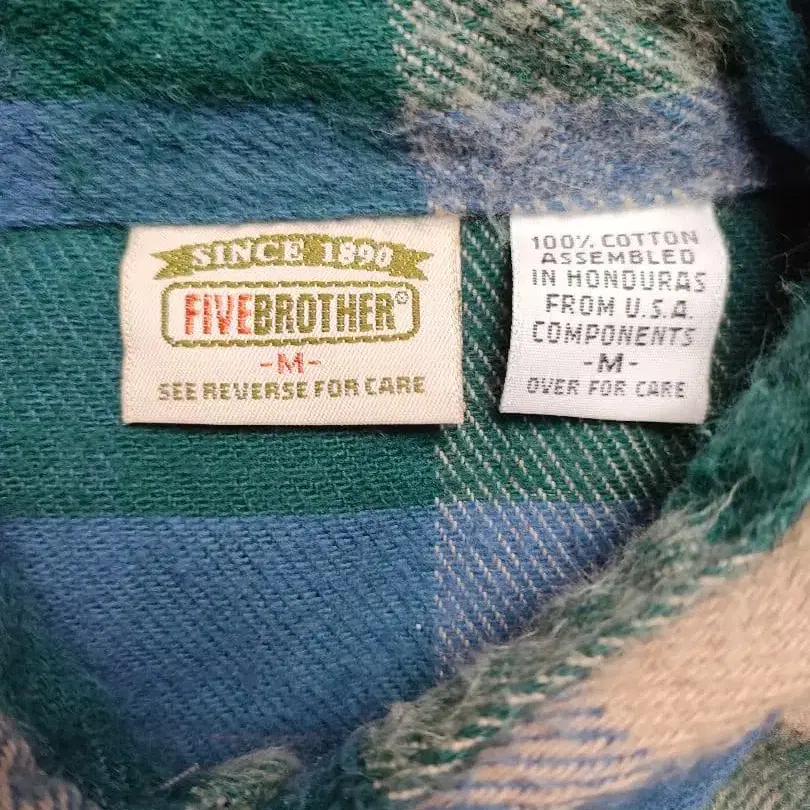 SINCE 1890
FIVEBROTHER®
-M-
SEE REVERSE FOR CARE
100% COTTON
ASSEMBLED
IN HONDURAS
FROM U.S.A.
COMPONENTS
-M-
OVER FOR CARE